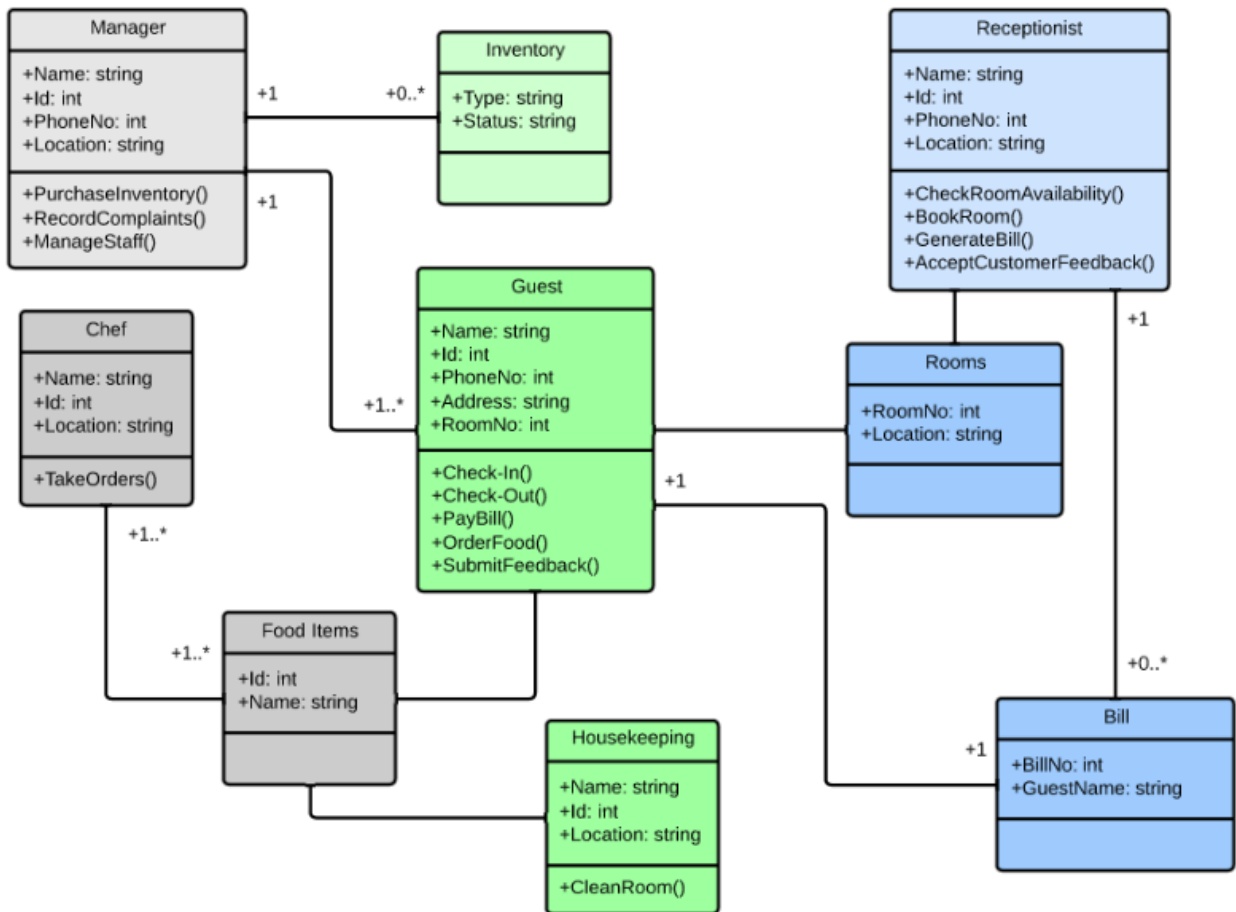 Manager
+Name: string
+Id: int
+PhoneNo: int
+Location: string
+PurchaseInventory()
+RecordComplaints()
+ManageStaff()
+1
+0..*
Inventory
+Type: string
+Status: string
Receptionist
+Name: string
+Id: int
+PhoneNo: int
+Location: string
+CheckRoomAvailability()
+BookRoom()
+GenerateBill()
+AcceptCustomerFeedback()
+1
+1..*
Guest
+Name: string
+Id: int
+PhoneNo: int
+Address: string
+RoomNo: int
+Check-In()
+Check-Out()
+PayBill()
+OrderFood()
+SubmitFeedback()
+1
Rooms
+RoomNo: int
+Location: string
+1
Chef
+Name: string
+Id: int
+Location: string
+TakeOrders()
+1..*
+1..*
Food Items
+Id: int
+Name: string
Housekeeping
+Name: string
+Id: int
+Location: string
+CleanRoom()
+0..*
+1
Bill
+BillNo: int
+GuestName: string